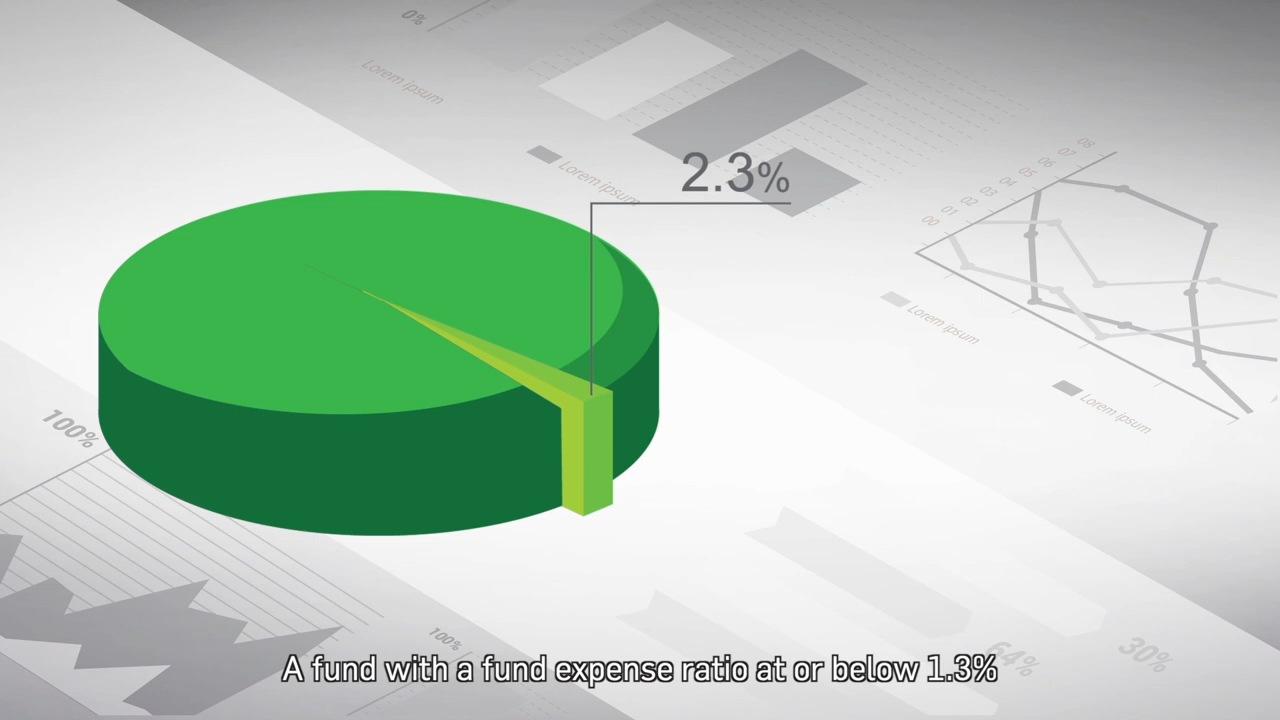 0%
Lorem ipsum
Lorem ipsum
2.3%
00 01 02 03 04 05 06 07 08
Lorem ipsum
Lorem ipsum
100%
100%
64%
30%
A fund with a fund expense ratio at or below 1.3%